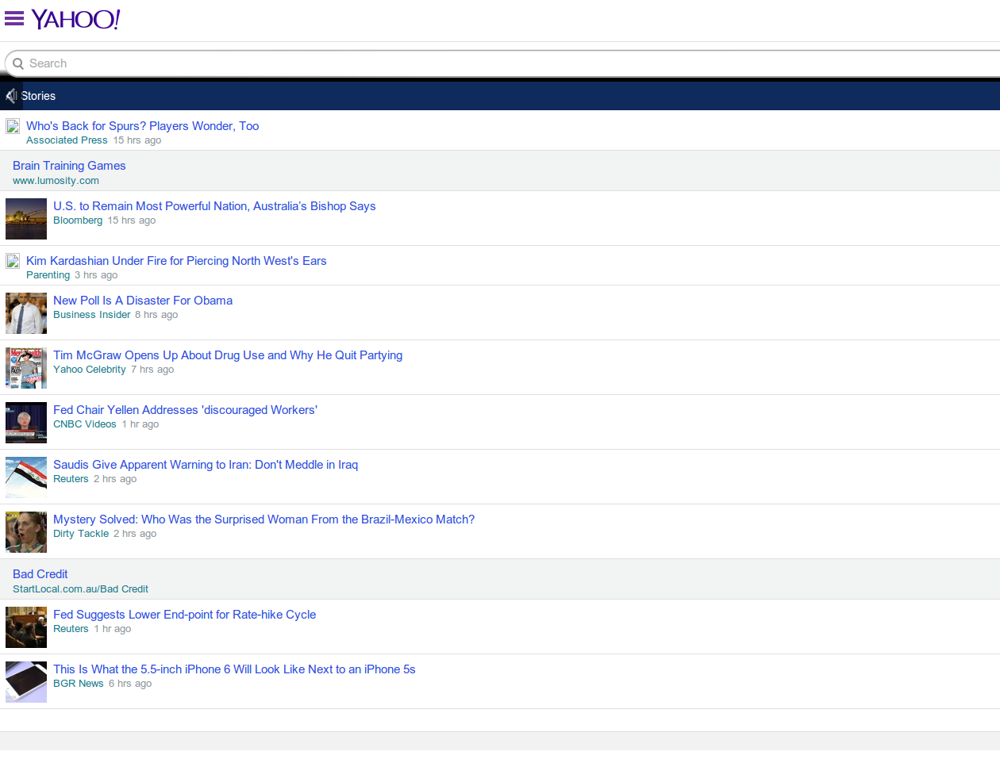 YAHOO!
Search
All Stories
Who's Back for Spurs? Players Wonder, Too
Associated Press 15 hrs ago
Brain Training Games
www.lumosity.com
U.S. to Remain Most Powerful Nation, Australia’s Bishop Says
Bloomberg 15 hrs ago
Kim Kardashian Under Fire for Piercing North West's Ears
Parenting 3 hrs ago
New Poll Is A Disaster For Obama
Business Insider 8 hrs ago
Tim McGraw Opens Up About Drug Use and Why He Quit Partying
Yahoo Celebrity 7 hrs ago
Fed Chair Yellen Addresses 'discouraged Workers'
CNBC Videos 1 hr ago
Saudis Give Apparent Warning to Iran: Don't Meddle in Iraq
Reuters 2 hrs ago
Mystery Solved: Who Was the Surprised Woman From the Brazil-Mexico Match?
Dirty Tackle 2 hrs ago
Bad Credit
StartLocal.com.au/Bad Credit
Fed Suggests Lower End-point for Rate-hike Cycle
Reuters 1 hr ago
This Is What the 5.5-inch iPhone 6 Will Look Like Next to an iPhone 5s
BGR News 6 hrs ago